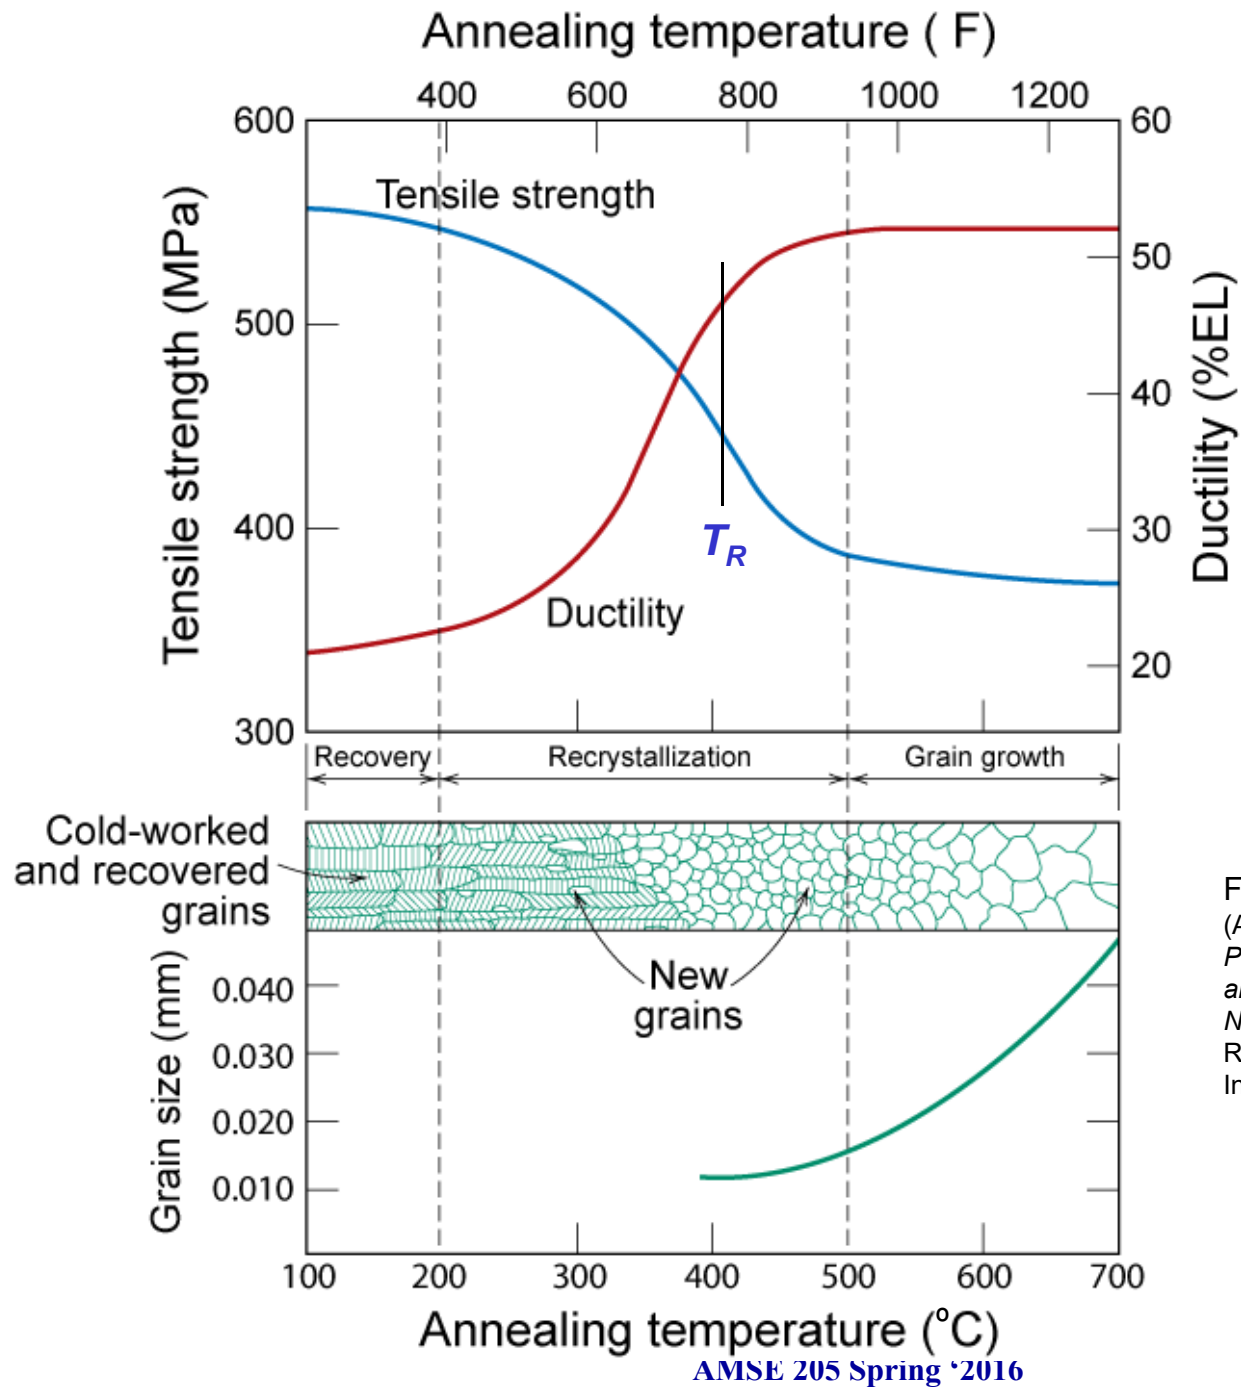 Annealing temperature ( F)
400 600 800 1000 1200
600 60
Tensile strength
Tensile strength (MPa)
50
500
Ductility (%EL)
40
400 30
TR
Ductility
20
300
Recovery Recrystallization Grain growth
Cold-worked
and recovered
grains
New
grains
Grain size (mm)
0.040
0.030
0.020
0.010
100 200 300 400 500 600 700
Annealing temperature (oC)
AMSE 205 Spring ‘2016
F
(A
P
N
R